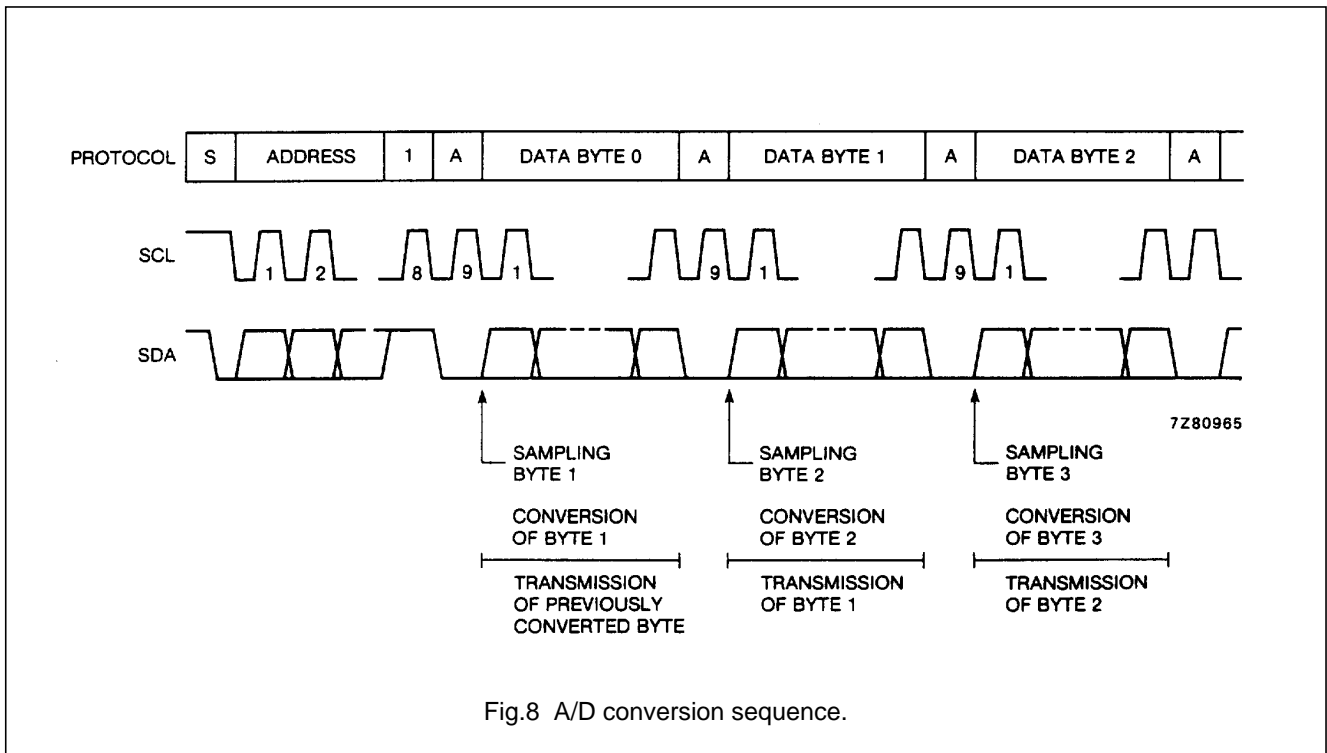 PROTOCOL S ADDRESS 1 A DATA BYTE 0 A DATA BYTE 1 A DATA BYTE 2 A
SCL 1 2 8 9 1 9 1 9 1
SDA
7Z80965
SAMPLING
BYTE 1
SAMPLING
BYTE 2
SAMPLING
BYTE 3
CONVERSION
OF BYTE 1
CONVERSION
OF BYTE 2
CONVERSION
OF BYTE 3
TRANSMISSION
OF PREVIOUSLY
CONVERTED BYTE
TRANSMISSION
OF BYTE 1
TRANSMISSION
OF BYTE 2
Fig.8 A/D conversion sequence.